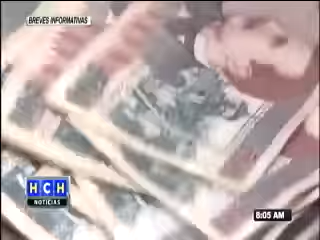 BREVES INFORMATIVAS
HCH
NOTICIAS
8:05 AM